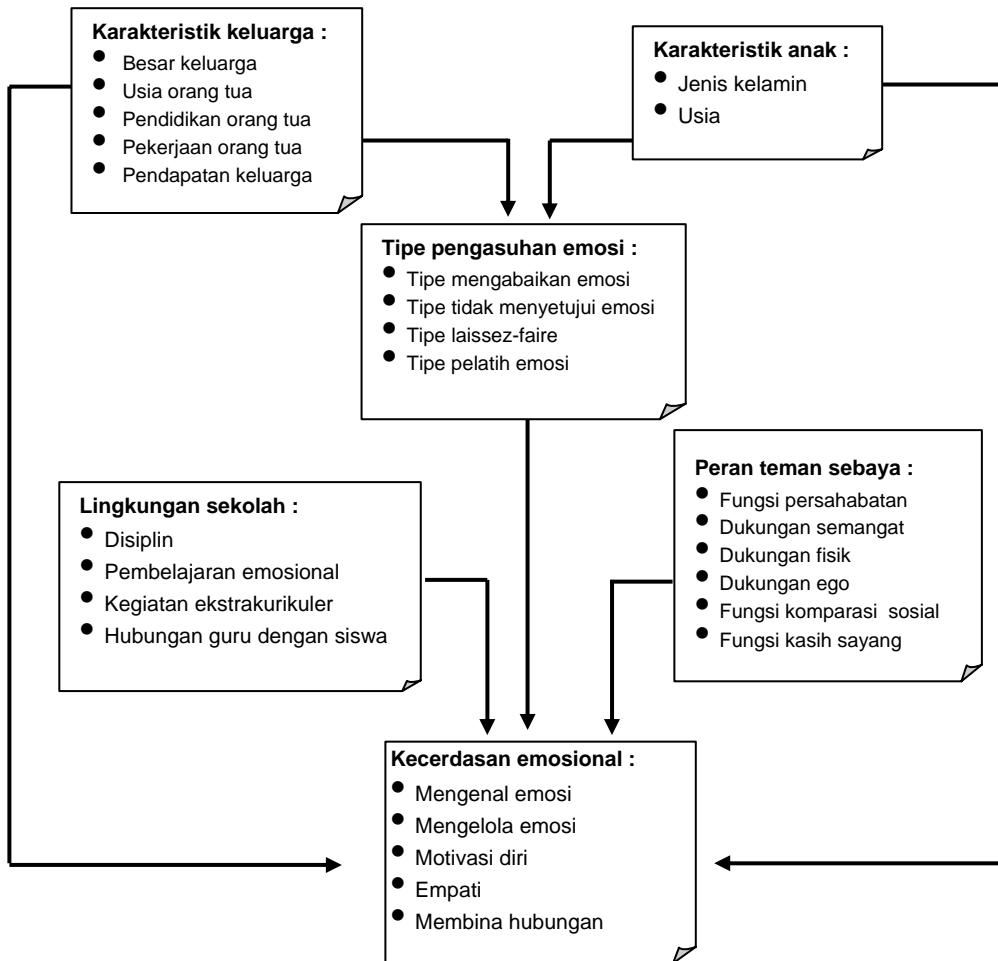 Karakteristik keluarga :
● Besar keluarga
● Usia orang tua
● Pendidikan orang tua
● Pekerjaan orang tua
● Pendapatan keluarga
Karakteristik anak :
● Jenis kelamin
● Usia
Tipe pengasuhan emosi :
● Tipe mengabaikan emosi
● Tipe tidak menyetujui emosi
● Tipe laissez-faire
● Tipe pelatih emosi
Lingkungan sekolah :
● Disiplin
● Pembelajaran emosional
● Kegiatan ekstrakurikuler
● Hubungan guru dengan siswa
Peran teman sebaya :
● Fungsi persahabatan
● Dukungan semangat
● Dukungan fisik
● Dukungan ego
● Fungsi komparasi sosial
● Fungsi kasih sayang
Kecerdasan emosional :
● Mengenal emosi
● Mengelola emosi
● Motivasi diri
● Empati
● Membina hubungan